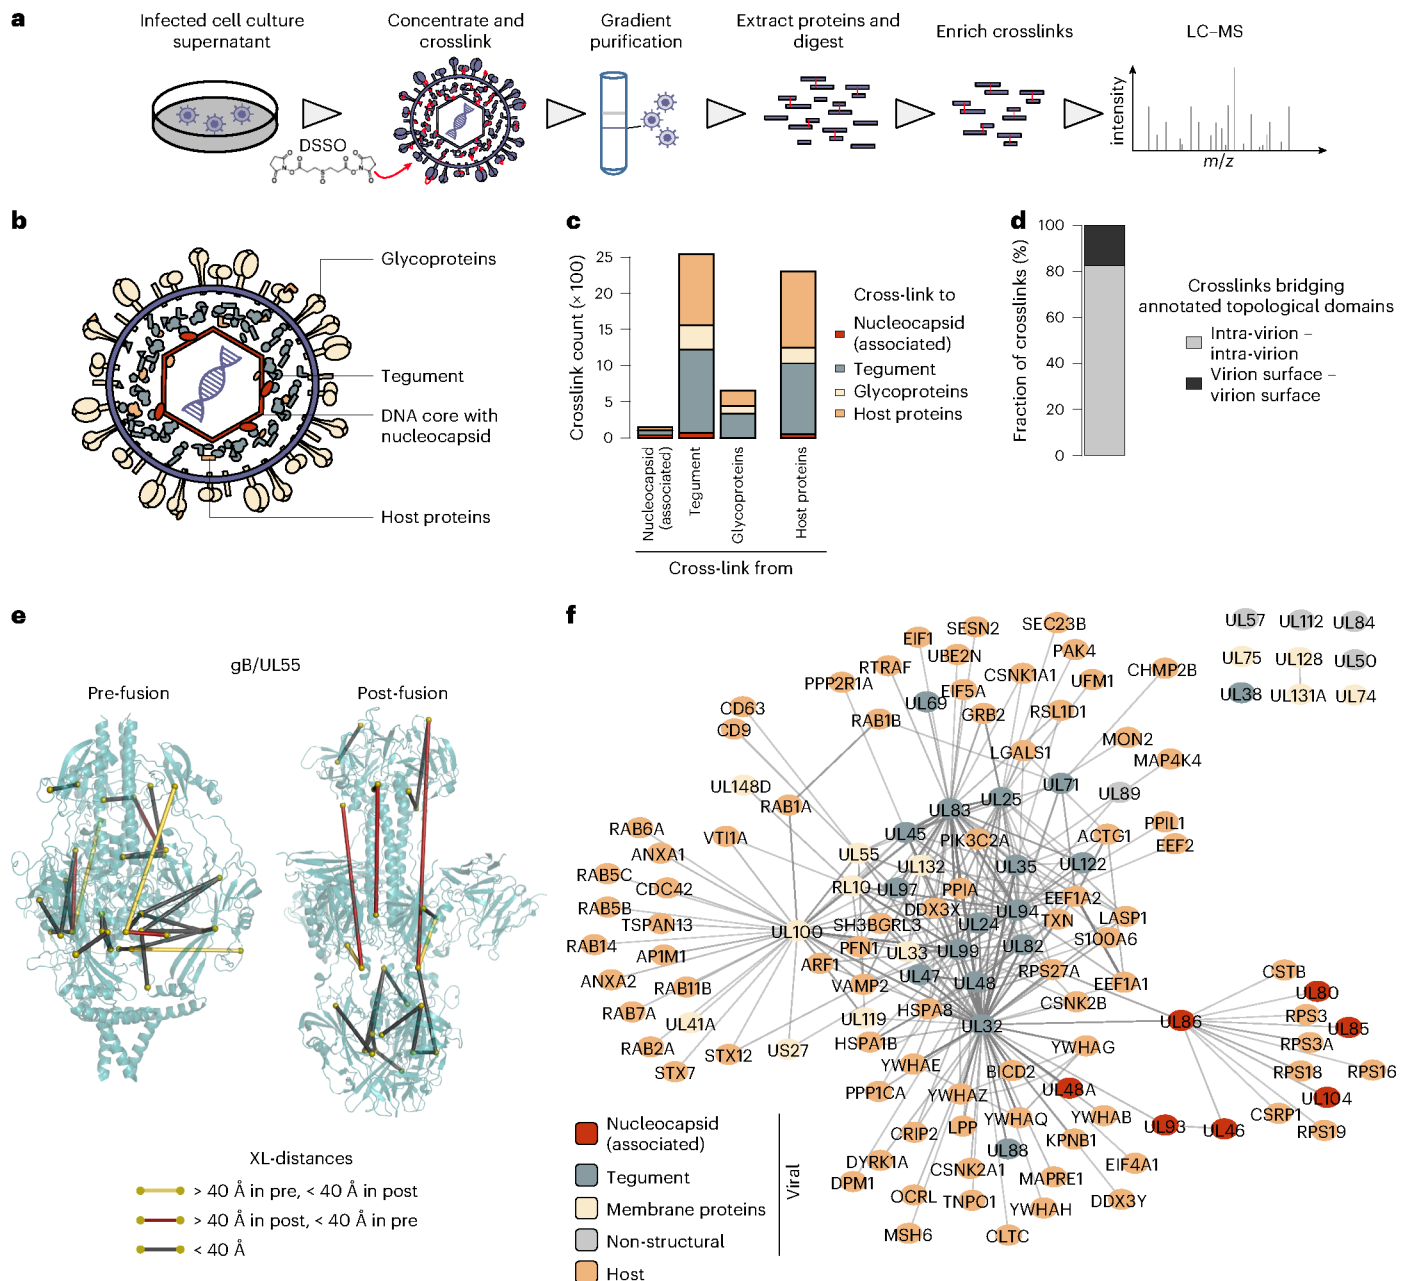 a
Infected cell culture
supernatant
Concentrate and
crosslink
Gradient
purification
Extract proteins and
digest
Enrich crosslinks
LC–MS
DSSO
intensity
m/z
b
Glycoproteins
Tegument
DNA core with
nucleocapsid
Host proteins
c
Crosslink count (× 100)
25
20
15
10
5
0
Nucleocapsid
(associated)
Tegument
Glycoproteins
Host proteins
Cross-link from
Cross-link to
Nucleocapsid
(associated)
Tegument
Glycoproteins
Host proteins
d
Fraction of crosslinks (%)
100
80
60
40
20
0
Crosslinks bridging
annotated topological domains
Intra-virion –
intra-virion
Virion surface –
virion surface
e
gB/UL55
Pre-fusion
Post-fusion
XL-distances
> 40 Å in pre, < 40 Å in post
> 40 Å in post, < 40 Å in pre
< 40 Å
f
UL57
UL112
UL84
UL75
UL128
UL50
UL38
UL131A
UL74
EIF1
SESN2
SEC23B
RTRAF
UBE2N
PAK4
PPP2R1A
CSNK1A1
CHMP2B
EIF5A
UFM1
UL69
CD63
RAB1B
GRB2
RSL1D1
CD9
LGALS1
MON2
MAP4K4
UL148D
UL71
UL89
RAB1A
UL83
UL25
RAB6A
VTI1A
UL45
PIK3C2A
ACTG1
PPIL1
EEF2
ANXA1
UL55
UL132
UL35
UL122
RAB5C
CDC42
RL10
UL97
PPIA
EEF1A2
RAB5B
TSPAN13
DDX3X
UL94
TXN
LASP1
UL100
SH3BGRL3
UL24
S100A6
RAB14
AP1M1
PFN1
UL33
UL99
UL82
ARF1
RPS27A
CSTB
ANXA2
RAB11B
VAMP2
UL47
UL48
EEF1A1
UL80
RAB7A
UL41A
UL119
HSPA8
CSNK2B
RPS3
UL32
UL86
UL85
RAB2A
STX12
US27
HSPA1B
YWHAG
RPS3A
STX7
YWHAE
BICD2
RPS18
RPS16
PPP1CA
YWHAZ
UL48A
UL104
YWHAQ
YWHAB
CSRP1
CRIP2
LPP
UL93
UL46
RPS19
UL88
KPNB1
DYRK1A
CSNK2A1
EIF4A1
DPM1
MAPRE1
OCRL
TNPO1
YWHAH
DDX3Y
MSH6
CLTC
Nucleocapsid
(associated)
Tegument
Membrane proteins
Non-structural
Host
Viral